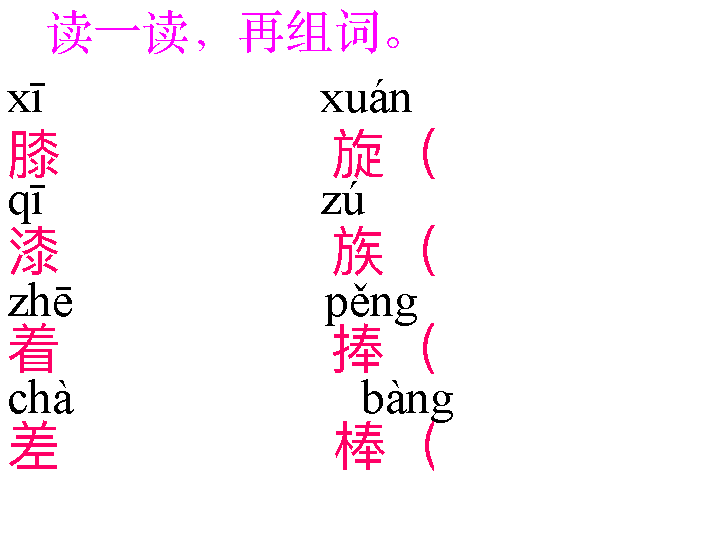 读一读，再组词。
xī xuán
膝 旋（
qī zú
漆 族（
zhē pěng
着 捧（
chà bàng
差 棒（